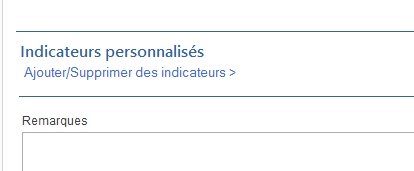 Indicateurs personnalisés
Ajouter/Supprimer des indicateurs >
Remarques